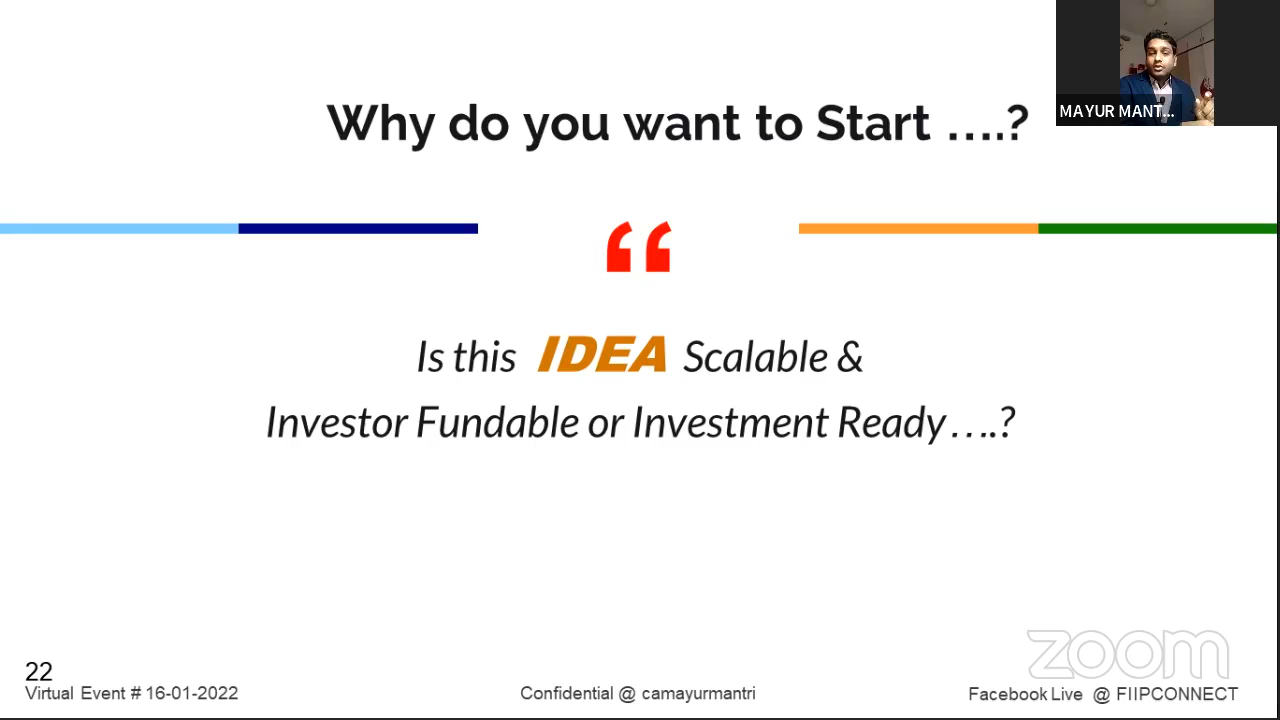 MAYUR MANT...
Why do you want to Start ….?
“
Is this IDEA Scalable &
Investor Fundable or Investment Ready….?
zoom
22
Virtual Event # 16-01-2022
Confidential @ camayurmantri
Facebook Live @ FIIPCONNECT